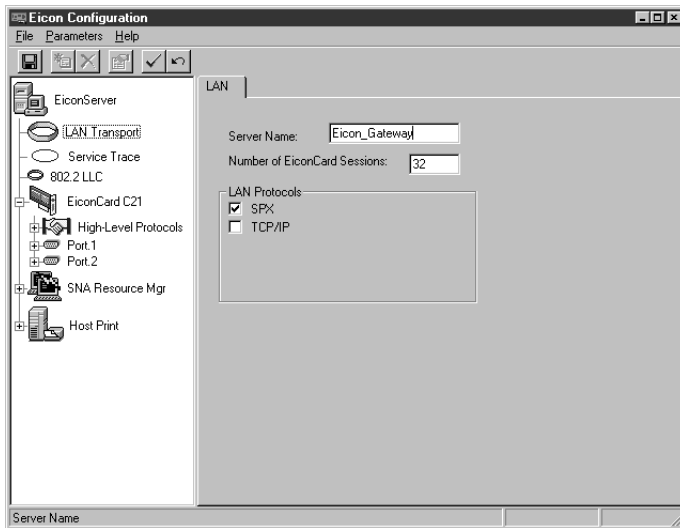 Eicon Configuration
File Parameters Help
EiconServer
LAN Transport
Service Trace
802.2 LLC
EiconCard C21
High-Level Protocols
Port.1
Port.2
SNA Resource Mgr
Host Print
LAN
Server Name: Eicon_Gateway
Number of EiconCard Sessions: 32
LAN Protocols
SPX
TCP/IP
Server Name